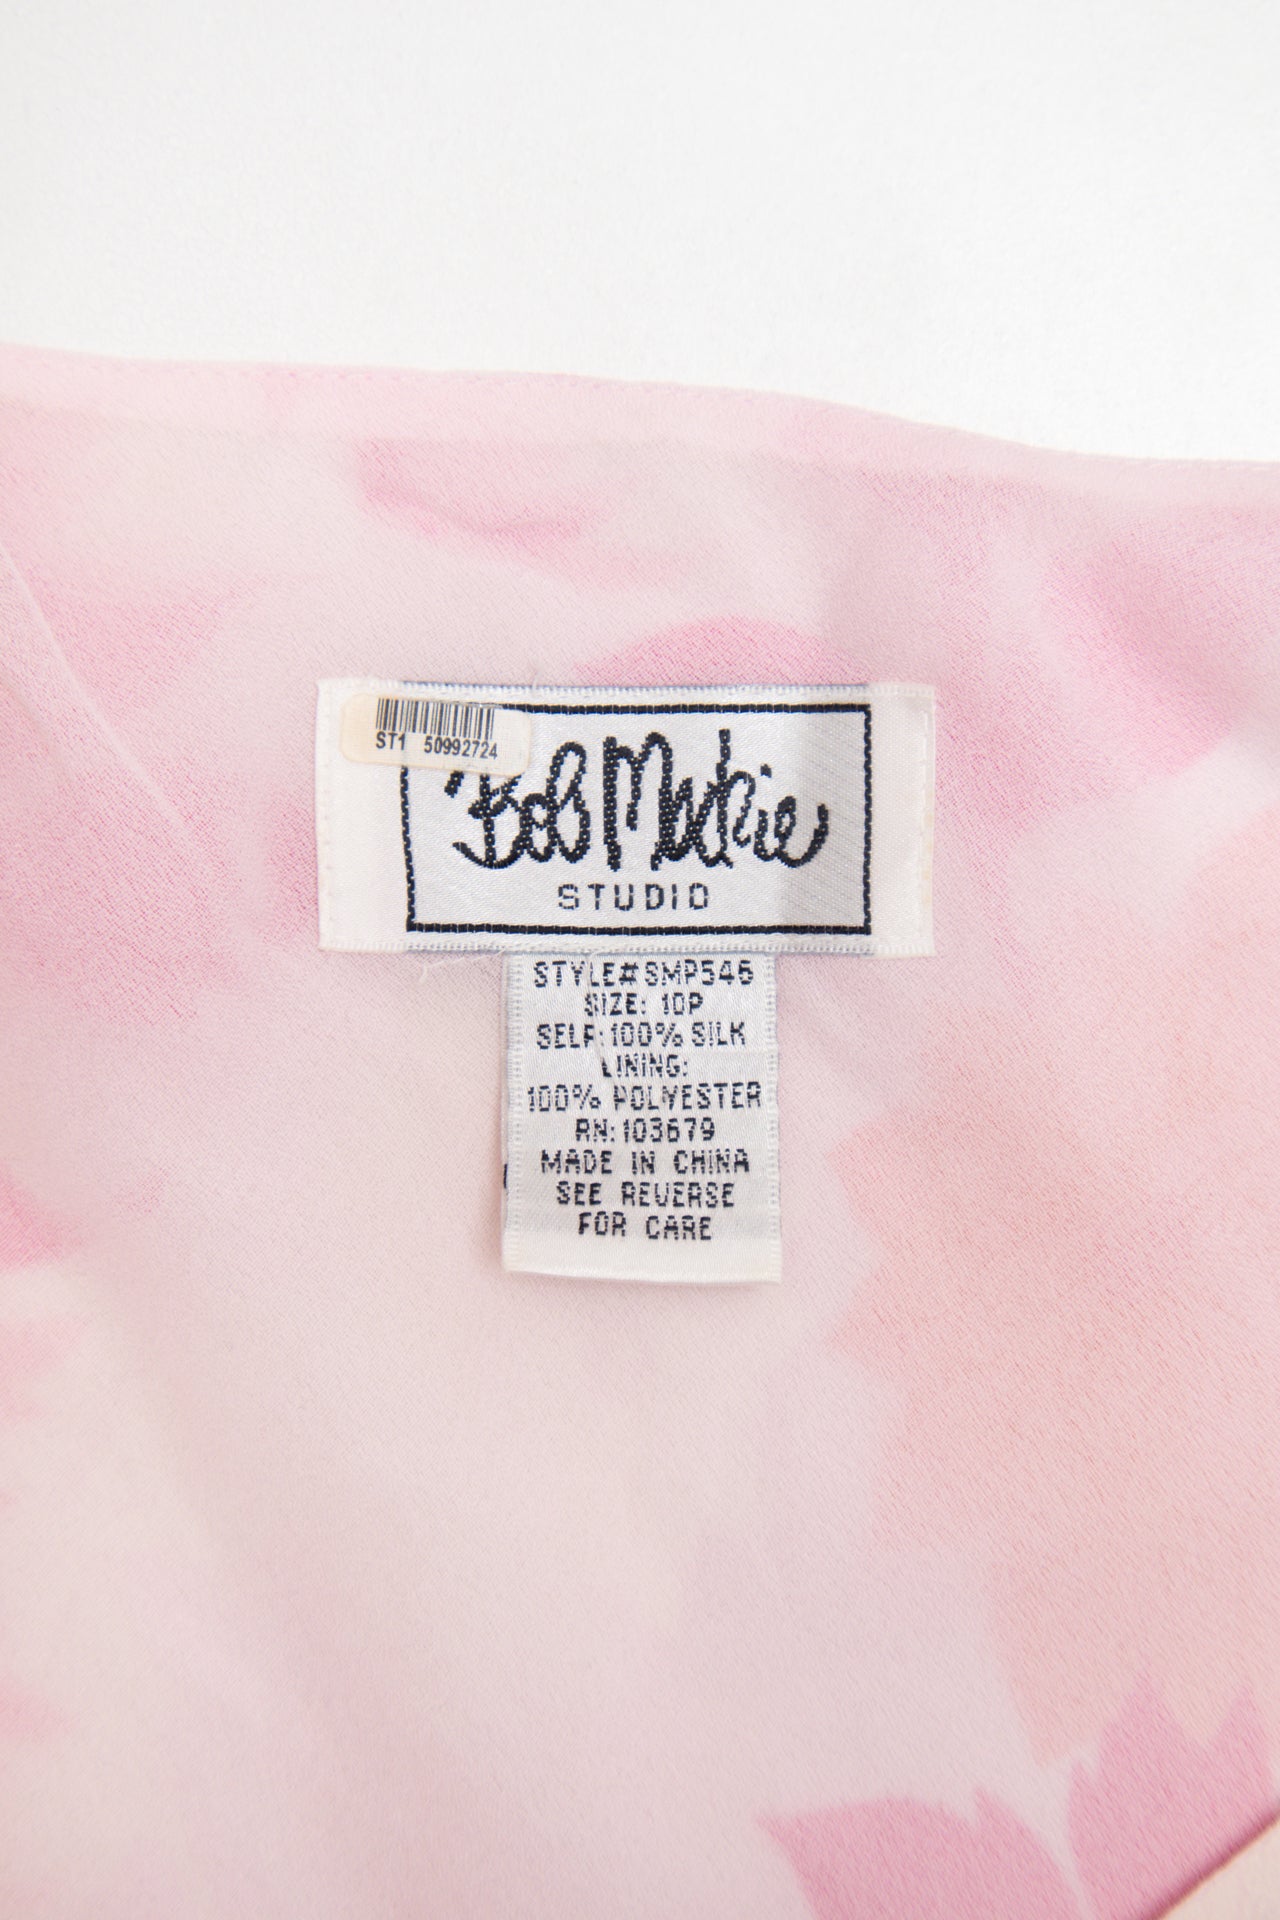 ST1 50992724
Bob Mackie
STUDIO
STYLE# SMP546
SIZE: 10P
SELF: 100% SILK
LINING:
100% POLYESTER
RN: 103679
MADE IN CHINA
SEE REVERSE
FOR CARE